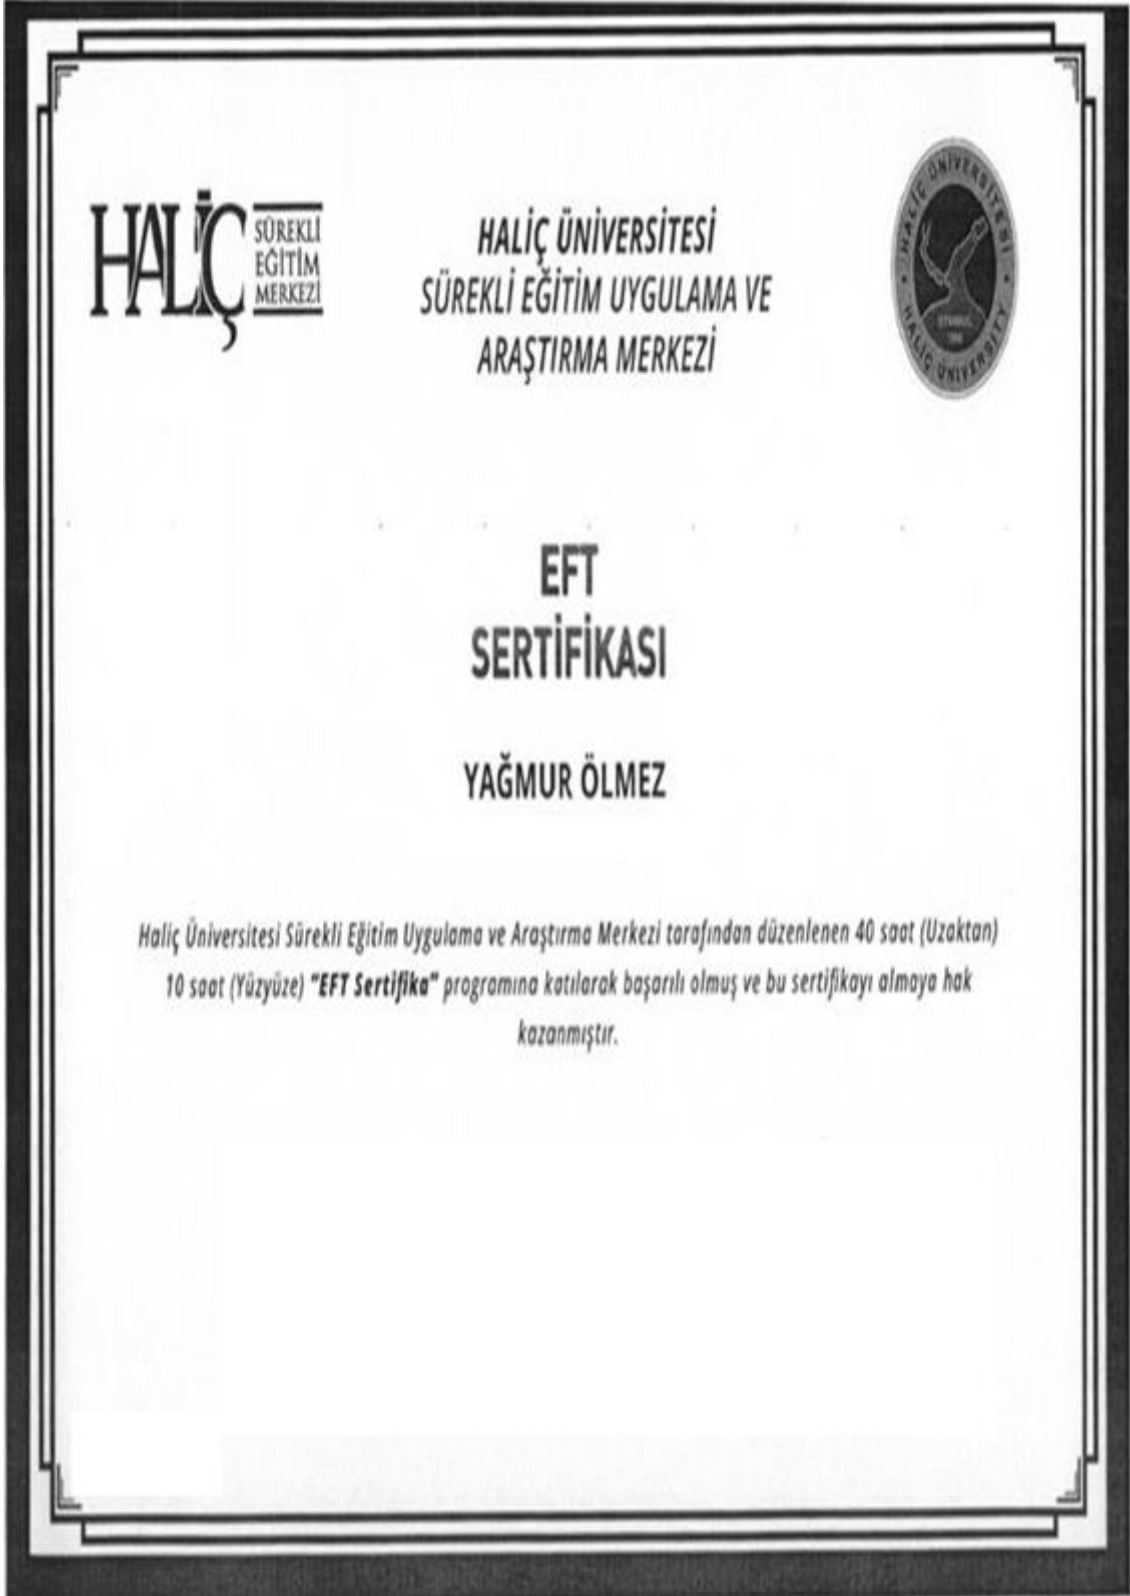 HALİÇ
SÜREKLİ
EĞİTİM
MERKEZİ
HALİÇ ÜNİVERSİTESİ
SÜREKLİ EĞİTİM UYGULAMA VE
ARAŞTIRMA MERKEZİ
HALİÇ ÜNİVERSİTESİ
HALİÇ UNIVERSITY
EFT
SERTİFİKASI
YAĞMUR ÖLMEZ
Haliç Üniversitesi Sürekli Eğitim Uygulama ve Araştırma Merkezi tarafından düzenlenen 40 saat (Uzaktan)
10 saat (Yüzyüze) "EFT Sertifika" programına katılarak başarılı olmuş ve bu sertifikayı almaya hak
kazanmıştır.